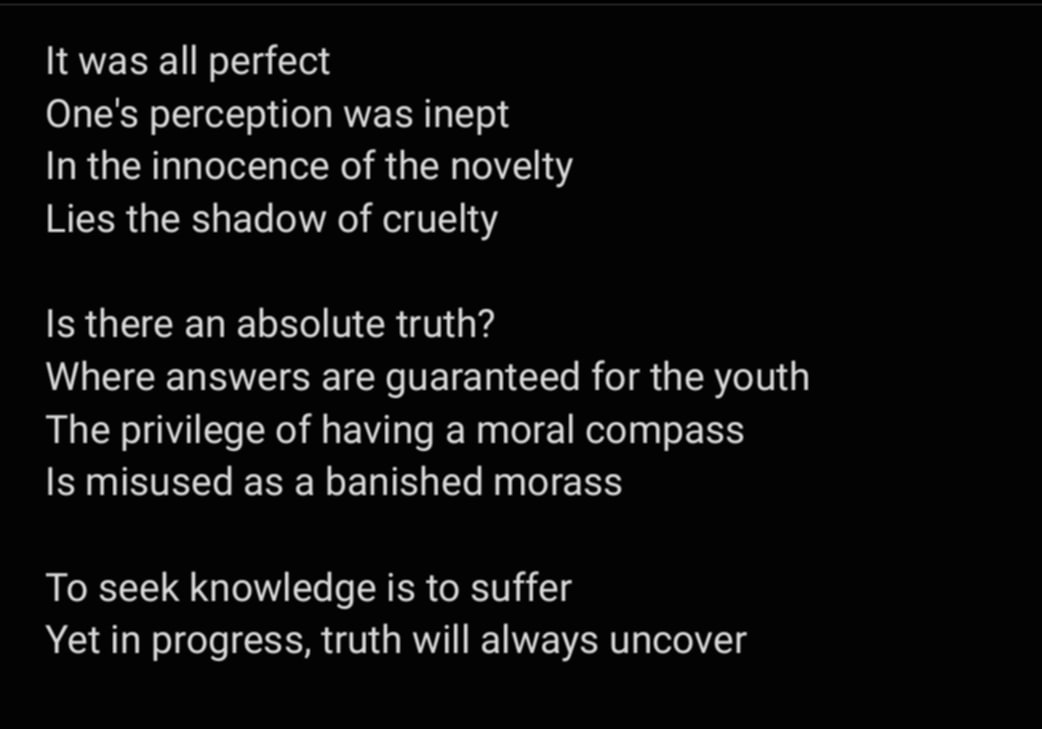 It was all perfect
One's perception was inept
In the innocence of the novelty
Lies the shadow of cruelty
Is there an absolute truth?
Where answers are guaranteed for the youth
The privilege of having a moral compass
Is misused as a banished morass
To seek knowledge is to suffer
Yet in progress, truth will always uncover